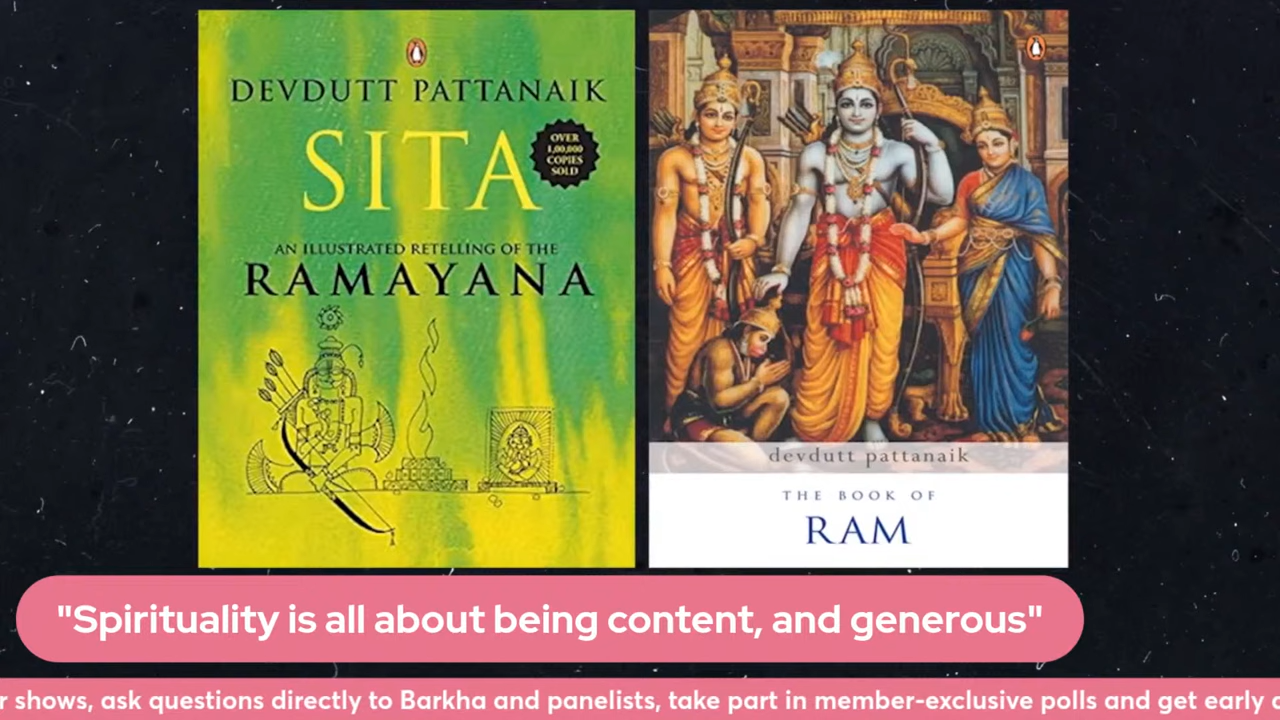 DEVDUTT PATTANAIK
SITA
OVER
1,00,000
COPIES
SOLD
AN ILLUSTRATED RETELLING OF THE
RAMAYANA
devdutt pattanaik
THE BOOK OF
RAM
"Spirituality is all about being content, and generous"
r shows, ask questions directly to Barkha and panelists, take part in member-exclusive polls and get early